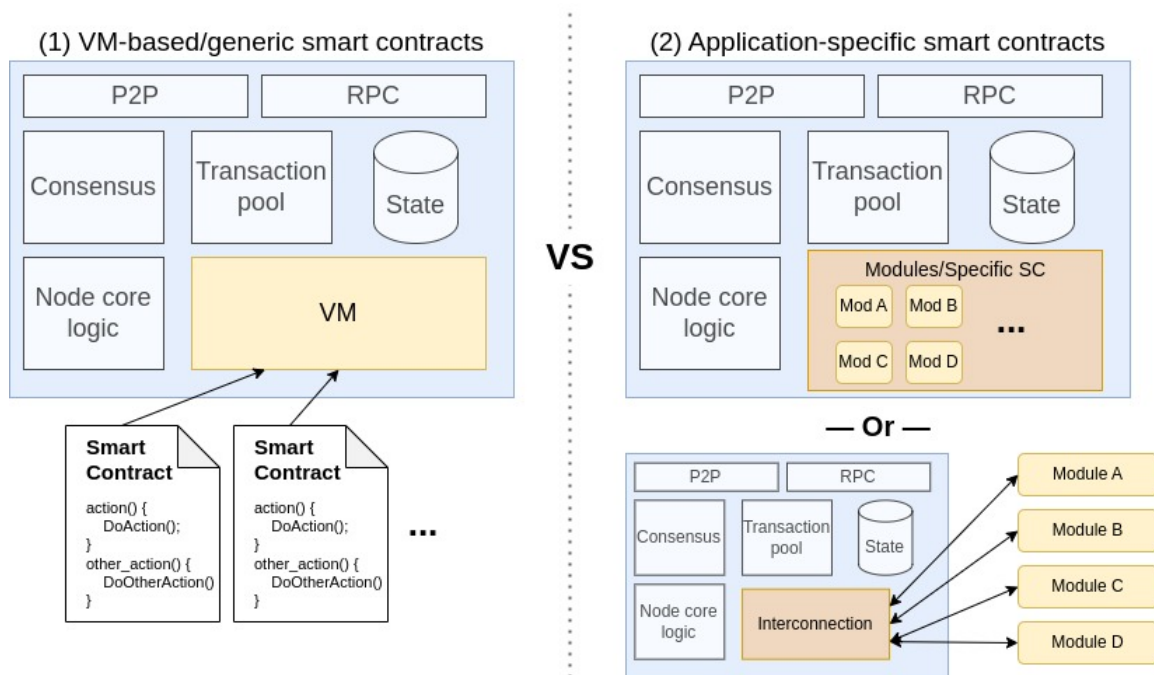 (1) VM-based/generic smart contracts
P2P
RPC
Consensus
Transaction
pool
State
Node core
logic
VM
Smart
Contract
action() {
DoAction();
}
other_action() {
DoOtherAction()
}
Smart
Contract
action() {
DoAction();
}
other_action() {
DoOtherAction()
}
...
VS
(2) Application-specific smart contracts
P2P
RPC
Consensus
Transaction
pool
State
Node core
logic
Modules/Specific SC
Mod A
Mod B
...
Mod C
Mod D
— Or —
P2P
RPC
Consensus
Transaction
pool
State
Node core
logic
Interconnection
Module A
Module B
Module C
Module D